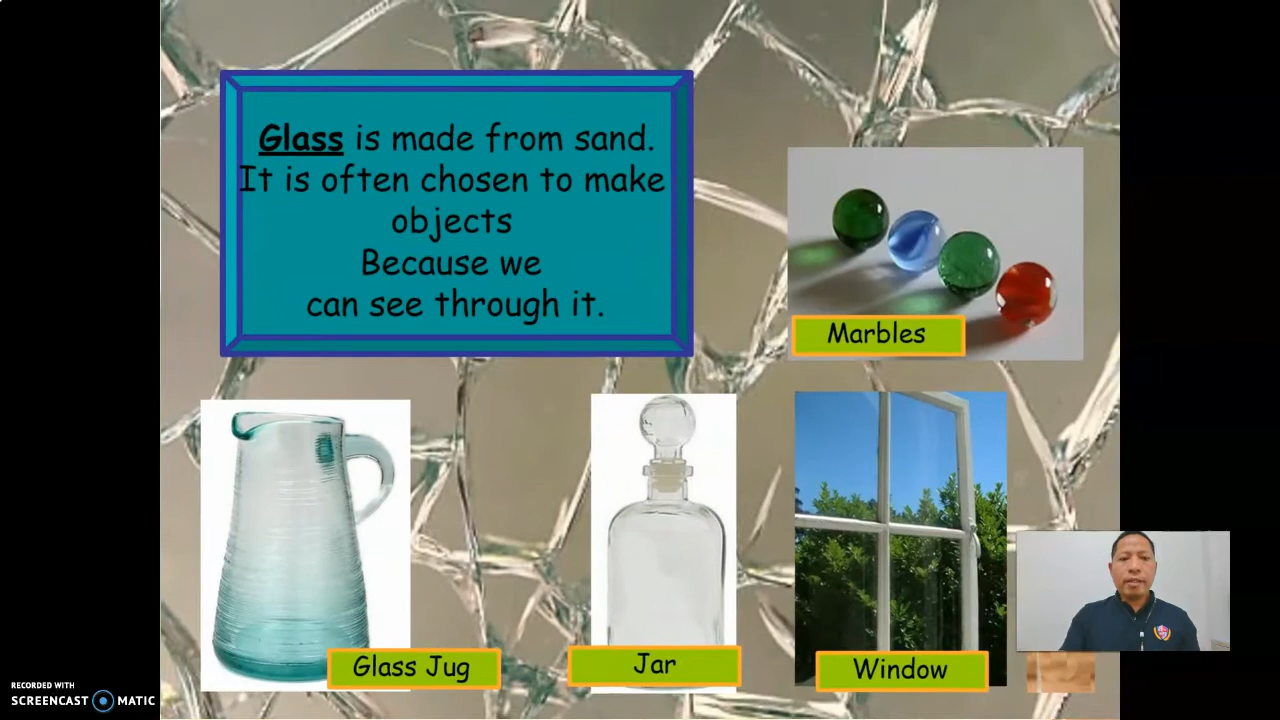 Glass is made from sand.
It is often chosen to make
objects
Because we
can see through it.
Marbles
Glass Jug
Jar
Window
RECORDED WITH
SCREENCAST MATIC